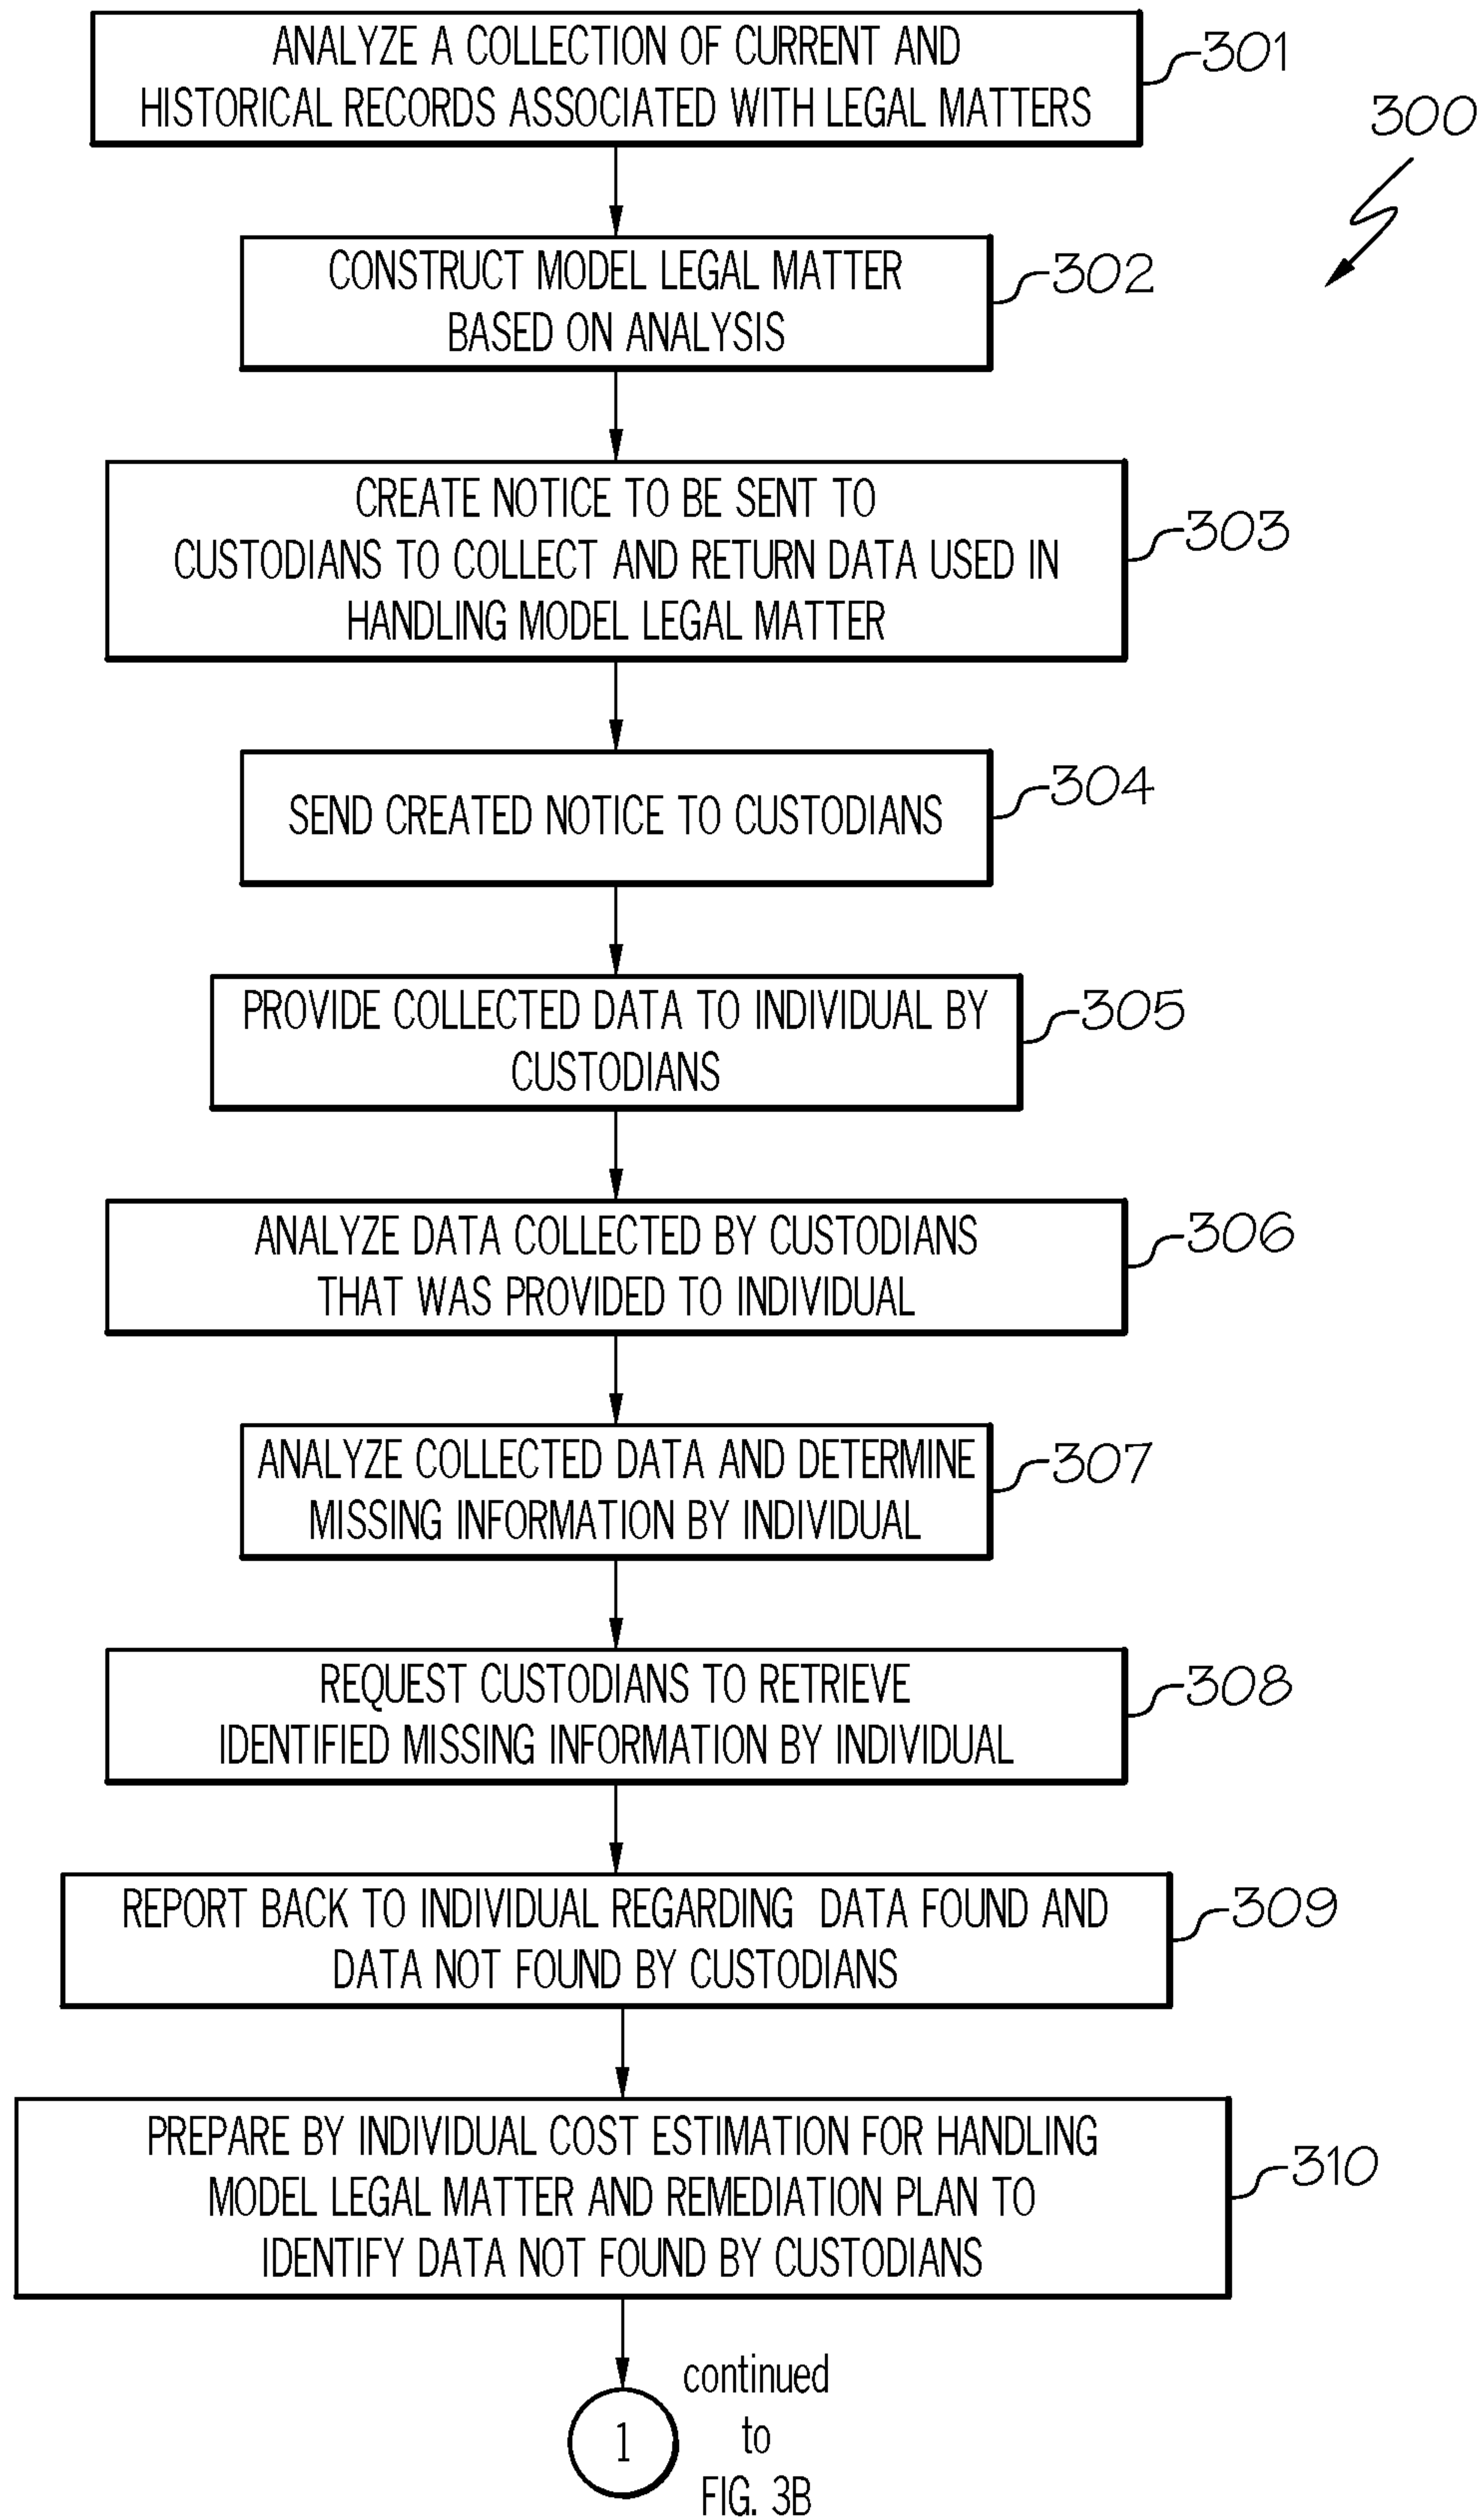 ANALYZE A COLLECTION OF CURRENT AND
HISTORICAL RECORDS ASSOCIATED WITH LEGAL MATTERS
301
300
CONSTRUCT MODEL LEGAL MATTER
BASED ON ANALYSIS
302
CREATE NOTICE TO BE SENT TO
CUSTODIANS TO COLLECT AND RETURN DATA USED IN
HANDLING MODEL LEGAL MATTER
303
SEND CREATED NOTICE TO CUSTODIANS
304
PROVIDE COLLECTED DATA TO INDIVIDUAL BY
CUSTODIANS
305
ANALYZE DATA COLLECTED BY CUSTODIANS
THAT WAS PROVIDED TO INDIVIDUAL
306
ANALYZE COLLECTED DATA AND DETERMINE
MISSING INFORMATION BY INDIVIDUAL
307
REQUEST CUSTODIANS TO RETRIEVE
IDENTIFIED MISSING INFORMATION BY INDIVIDUAL
308
REPORT BACK TO INDIVIDUAL REGARDING DATA FOUND AND
DATA NOT FOUND BY CUSTODIANS
309
PREPARE BY INDIVIDUAL COST ESTIMATION FOR HANDLING
MODEL LEGAL MATTER AND REMEDIATION PLAN TO
IDENTIFY DATA NOT FOUND BY CUSTODIANS
310
1
continued
to
FIG. 3B